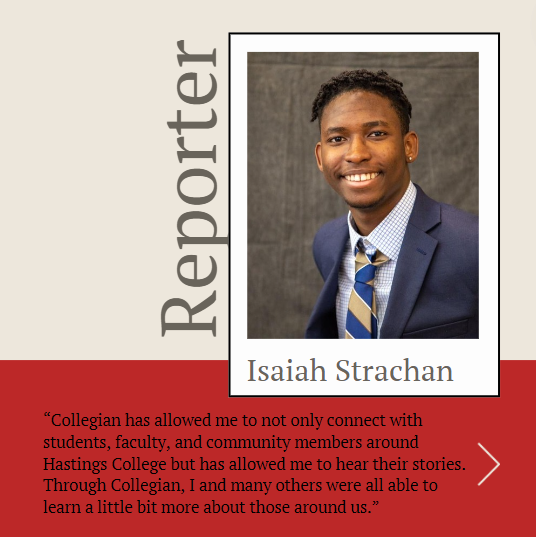 Reporter
Isaiah Strachan
“Collegian has allowed me to not only connect with
students, faculty, and community members around
Hastings College but has allowed me to hear their stories.
Through Collegian, I and many others were all able to
learn a little bit more about those around us.”